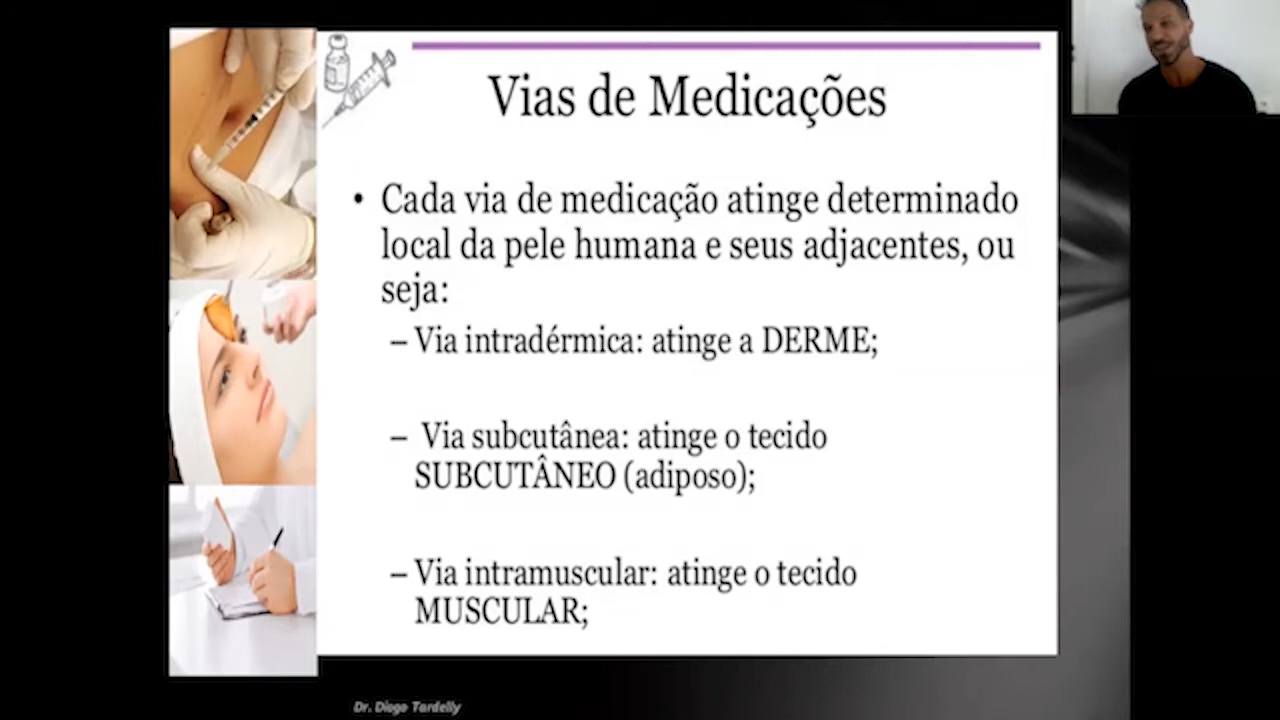 Vias de Medicações
• Cada via de medicação atinge determinado
local da pele humana e seus adjacentes, ou
seja:
– Via intradérmica: atinge a DERME;
– Via subcutânea: atinge o tecido
SUBCUTÂNEO (adiposo);
– Via intramuscular: atinge o tecido
MUSCULAR;
Dr. Diogo Tardelly